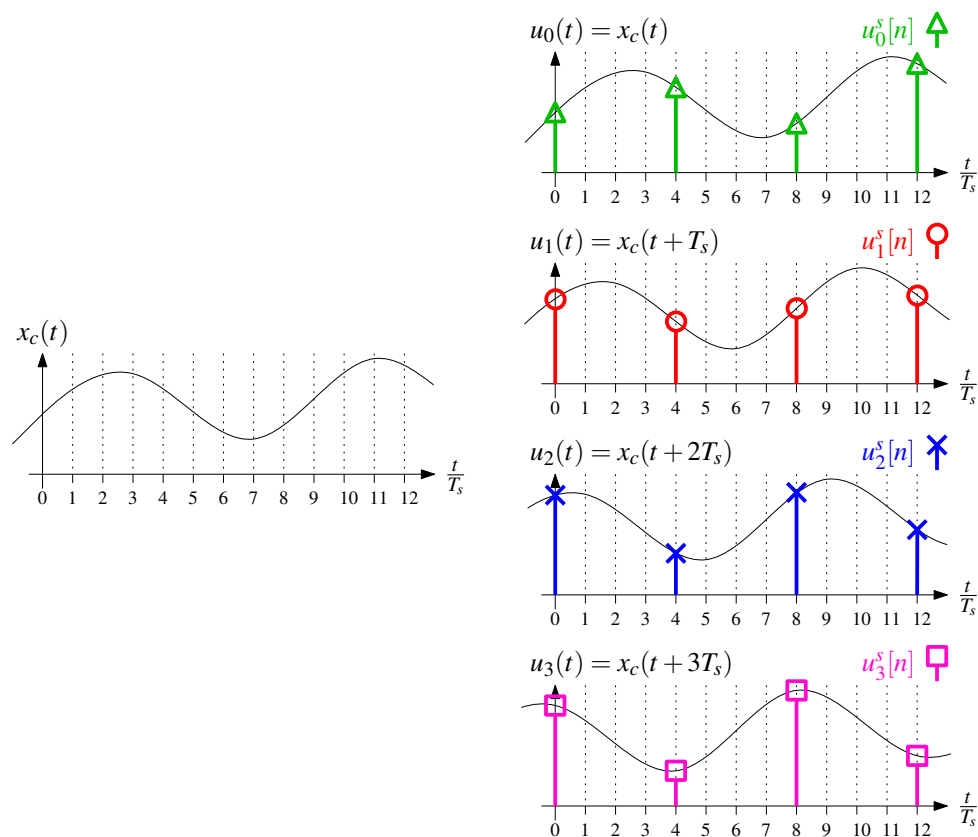 x_c(t)
0 1 2 3 4 5 6 7 8 9 10 11 12 t/T_s
u_0(t) = x_c(t) u_0^s[n]
0 1 2 3 4 5 6 7 8 9 10 11 12 t/T_s
u_1(t) = x_c(t + T_s) u_1^s[n]
0 1 2 3 4 5 6 7 8 9 10 11 12 t/T_s
u_2(t) = x_c(t + 2T_s) u_2^s[n]
0 1 2 3 4 5 6 7 8 9 10 11 12 t/T_s
u_3(t) = x_c(t + 3T_s) u_3^s[n]
0 1 2 3 4 5 6 7 8 9 10 11 12 t/T_s